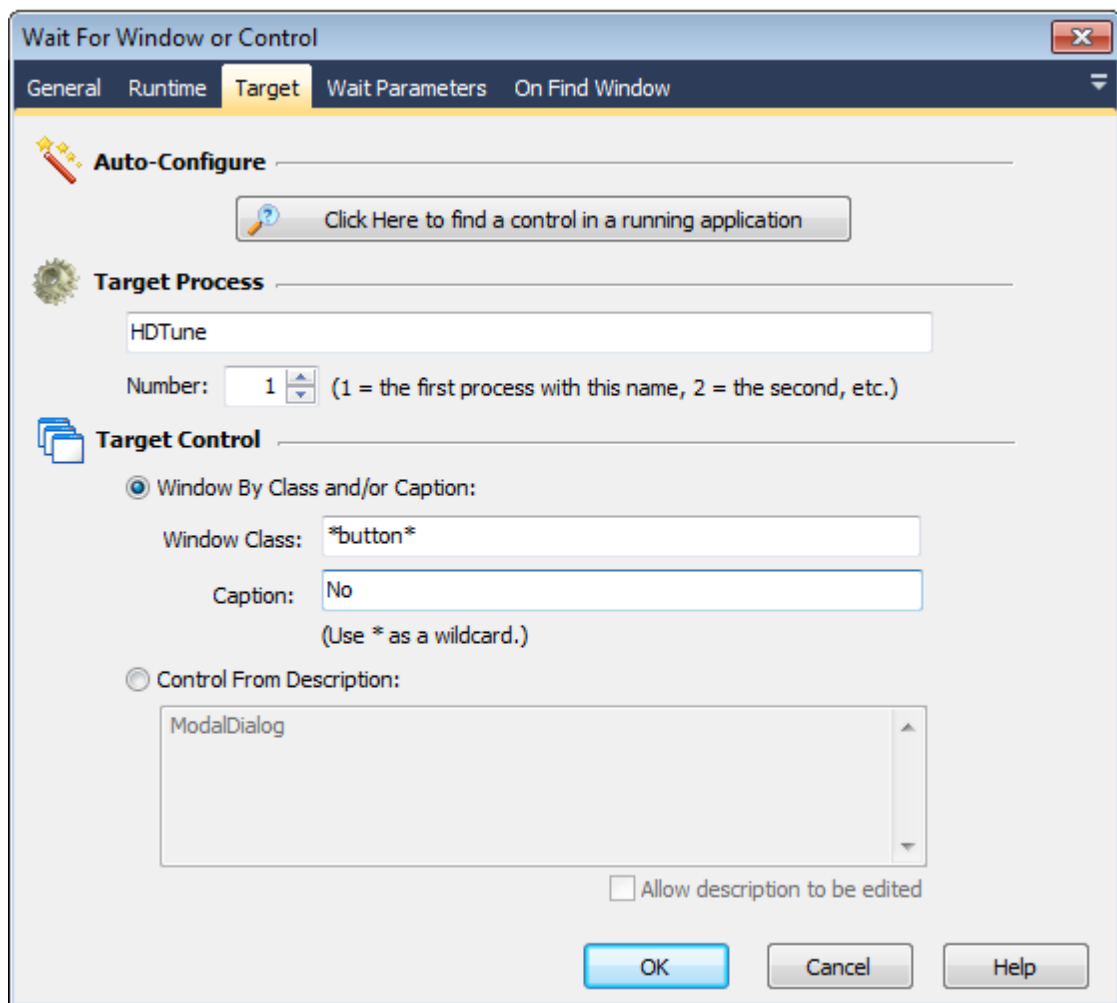 Wait For Window or Control
General Runtime Target Wait Parameters On Find Window
Auto-Configure
Click Here to find a control in a running application
Target Process
HDTune
Number: 1 (1 = the first process with this name, 2 = the second, etc.)
Target Control
Window By Class and/or Caption:
Window Class: *button*
Caption: No
(Use * as a wildcard.)
Control From Description:
ModalDialog
Allow description to be edited
OK Cancel Help